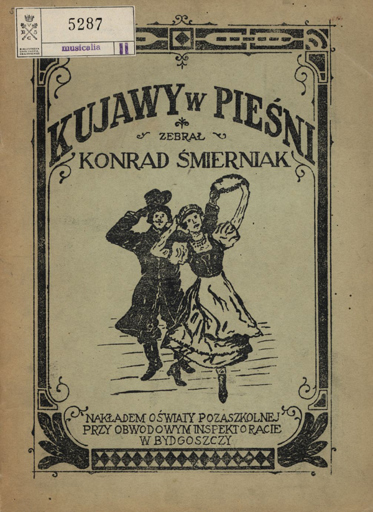 5287
musicalia II
KUJAWY W PIEŚNI
ZEBRAŁ
KONRAD ŚMIERNIAK
NAKŁADEM OŚWIATY POZASZKOLNEJ
PRZY OBWODOWYM INSPEKTORACIE
W BYDGOSZCZY